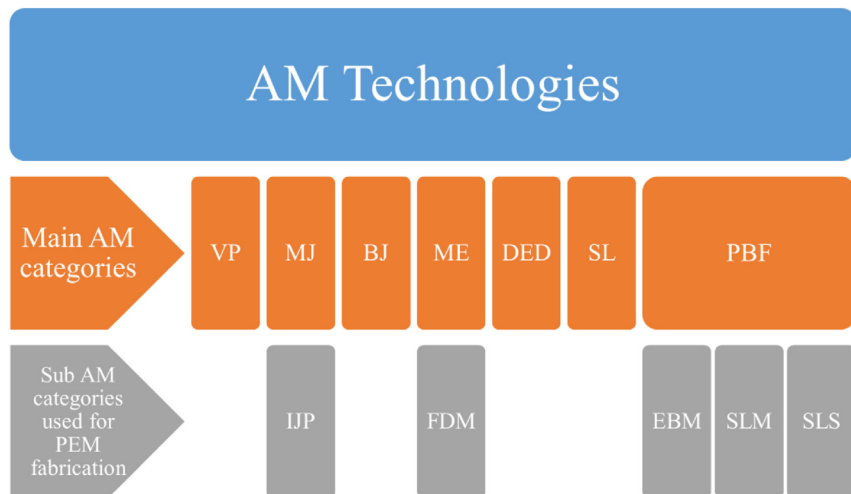 AM Technologies
Main AM
categories
VP
MJ
BJ
ME
DED
SL
PBF
Sub AM
categories
used for
PEM
fabrication
IJP
FDM
EBM
SLM
SLS